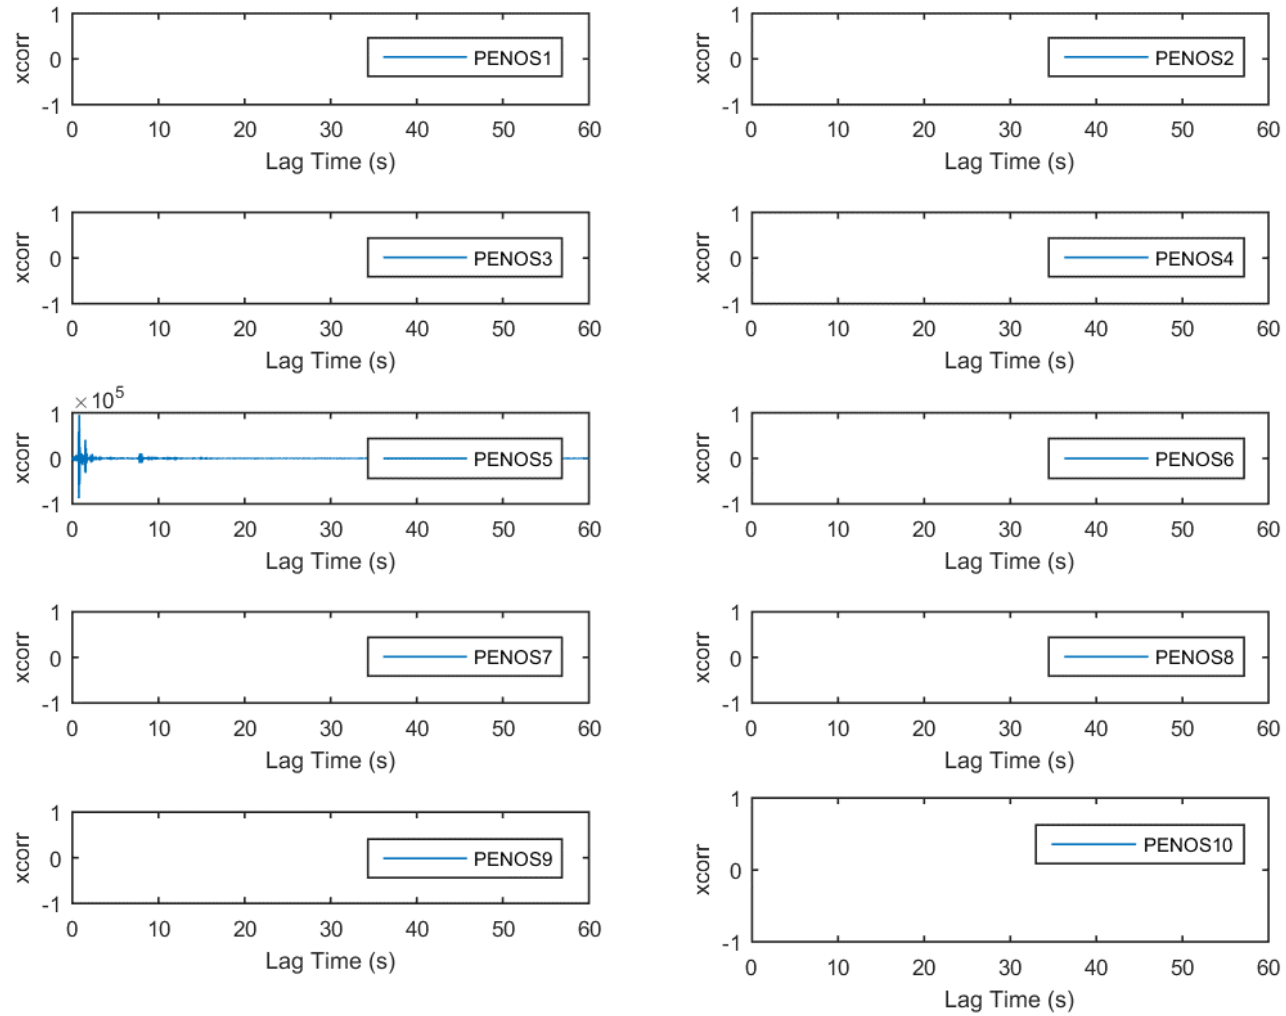 1
0
-1
xcorr
PENOS1
0 10 20 30 40 50 60
Lag Time (s)
1
0
-1
xcorr
PENOS2
0 10 20 30 40 50 60
Lag Time (s)
1
0
-1
xcorr
PENOS3
0 10 20 30 40 50 60
Lag Time (s)
1
0
-1
xcorr
PENOS4
0 10 20 30 40 50 60
Lag Time (s)
×10⁵
1
0
-1
xcorr
PENOS5
0 10 20 30 40 50 60
Lag Time (s)
1
0
-1
xcorr
PENOS6
0 10 20 30 40 50 60
Lag Time (s)
1
0
-1
xcorr
PENOS7
0 10 20 30 40 50 60
Lag Time (s)
1
0
-1
xcorr
PENOS8
0 10 20 30 40 50 60
Lag Time (s)
1
0
-1
xcorr
PENOS9
0 10 20 30 40 50 60
Lag Time (s)
1
0
-1
xcorr
PENOS10
0 10 20 30 40 50 60
Lag Time (s)